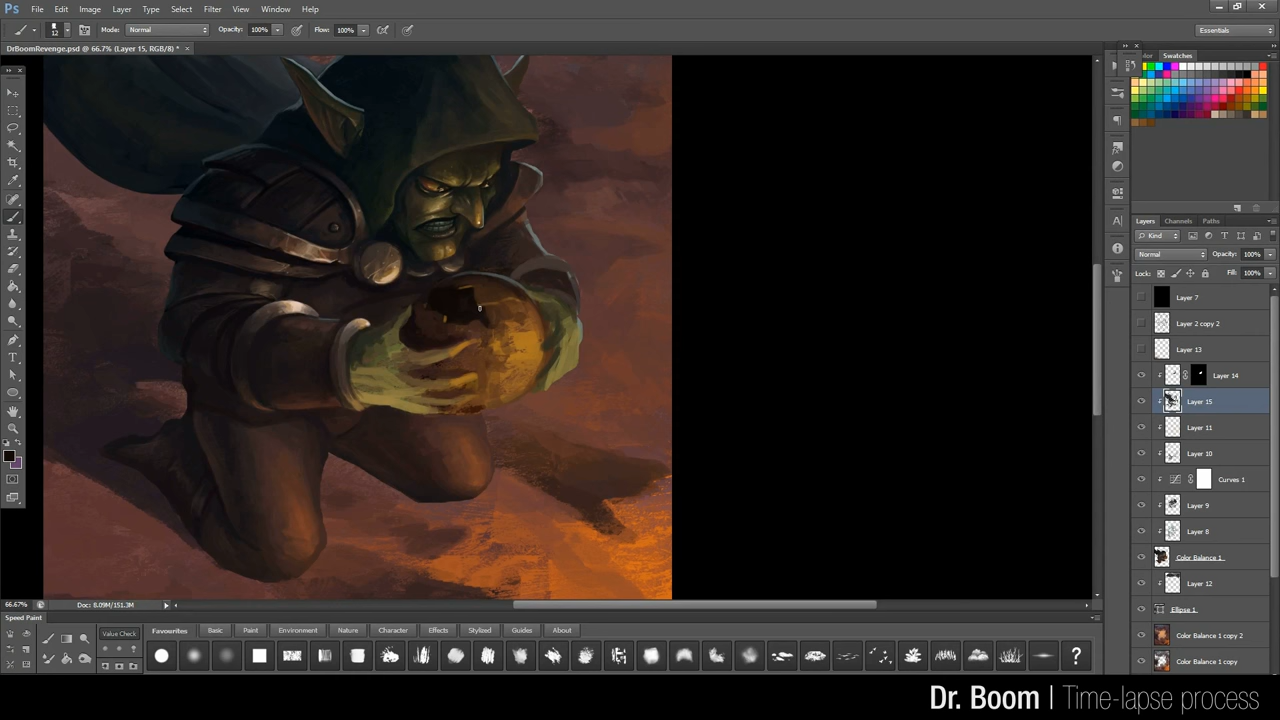 Ps File Edit Image Layer Type Select Filter View Window Help
12 Mode: Normal Opacity: 100% Flow: 100% Essentials
DrBoomRevenge.psd @ 66.7% (Layer 15, RGB/8) * ×
Swatches
Layers Channels Paths
Kind
Normal Opacity: 100%
Lock: Fill: 100%
Layer 7
Layer 2 copy 2
Layer 13
Layer 14
Layer 15
Layer 11
Layer 10
Curves 1
Layer 9
Layer 8
Color Balance 1
Layer 12
Ellipse 1
Color Balance 1 copy 2
Color Balance 1 copy
66.67% Doc: 8.09M/151.3M
Speed Paint
Value Check Favourites Basic Paint Environment Nature Character Effects Stylized Guides About
?
Dr. Boom | Time-lapse process